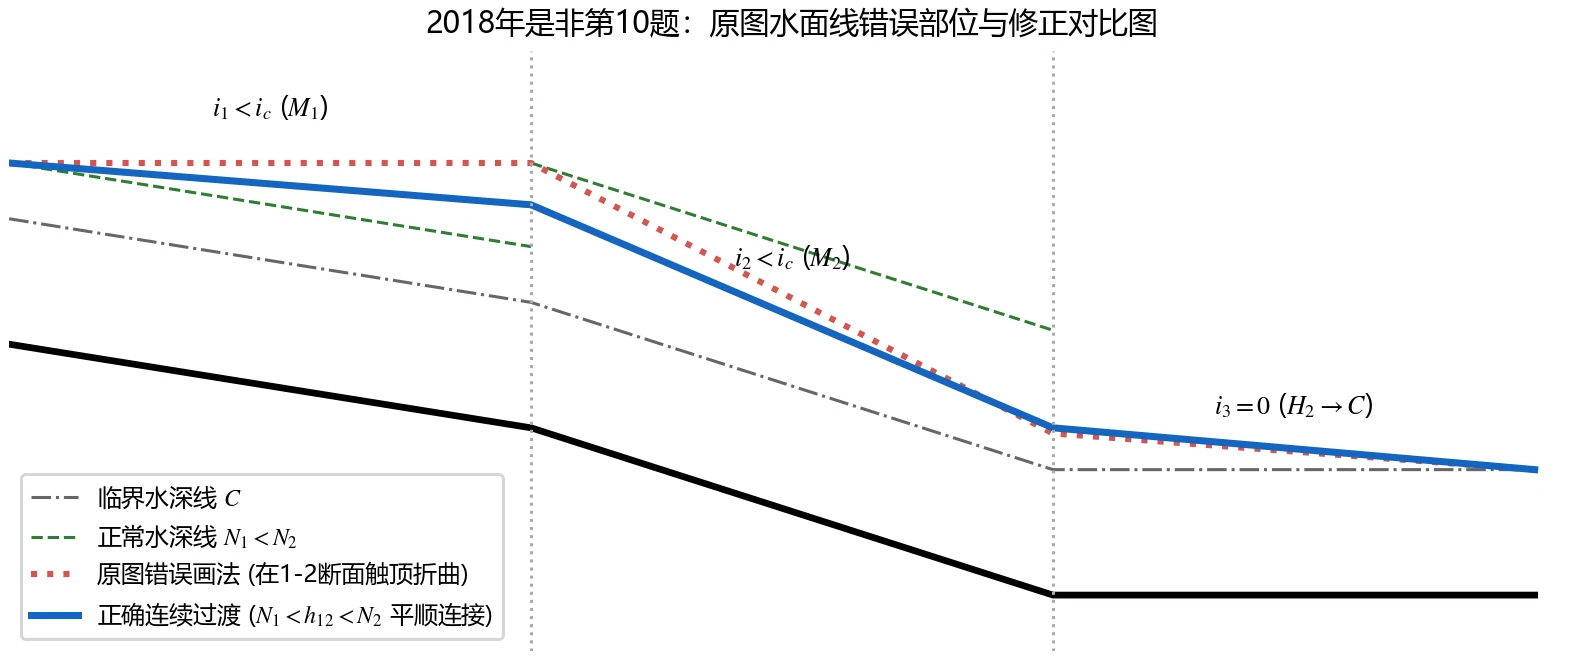 2018年是非第10题：原图水面线错误部位与修正对比图
i₁ < i_c (M₁)
i₂ < i_c (M₂)
i₃ = 0 (H₂ → C)
临界水深线 C
正常水深线 N₁ < N₂
原图错误画法 (在1-2断面触顶折曲)
正确连续过渡 (N₁ < h₁₂ < N₂ 平顺连接)